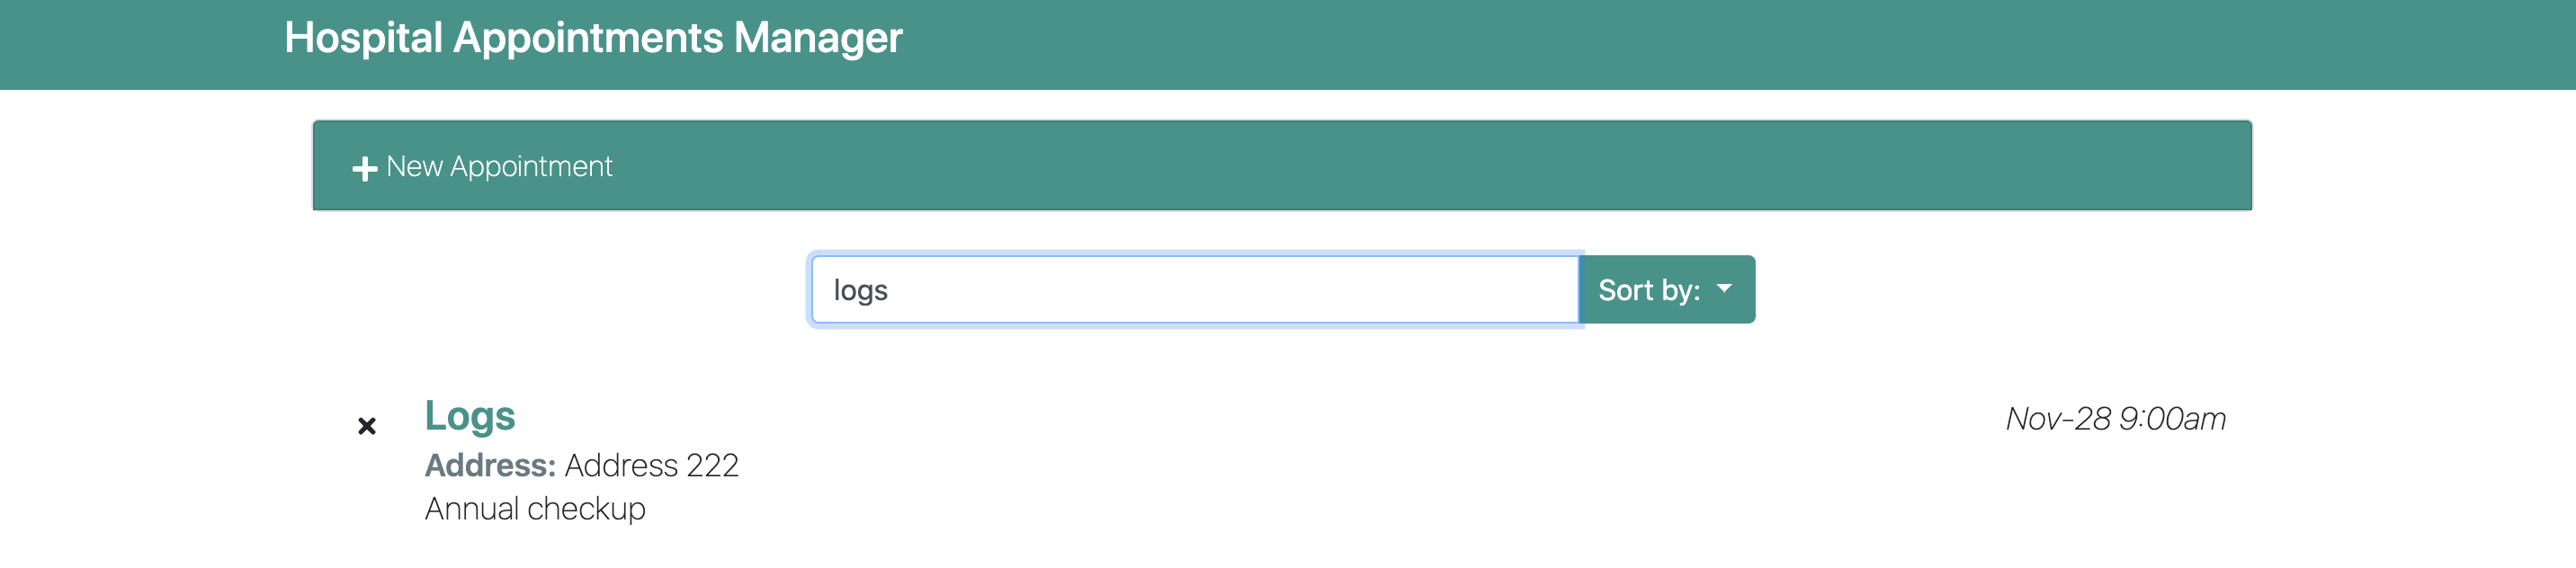 Hospital Appointments Manager
New Appointment
logs
Sort by:
Logs
Nov-28 9:00am
Address: Address 222
Annual checkup